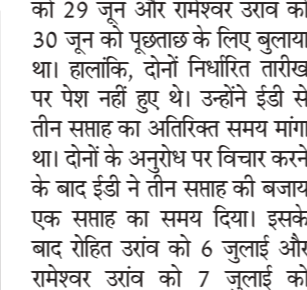 को 29 जून और रामेश्वर उरांव को
30 जून को पूछताछ के लिए बुलाया
था। हालांकि, दोनों निर्धारित तारीख
पर पेश नहीं हुए थे। उन्होंने ईडी से
तीन सप्ताह का अतिरिक्त समय मांगा
था। दोनों के अनुरोध पर विचार करने
के बाद ईडी ने तीन सप्ताह की बजाय
एक सप्ताह का समय दिया। इसके
बाद रोहित उरांव को 6 जुलाई और
रामेश्वर उरांव को 7 जुलाई को